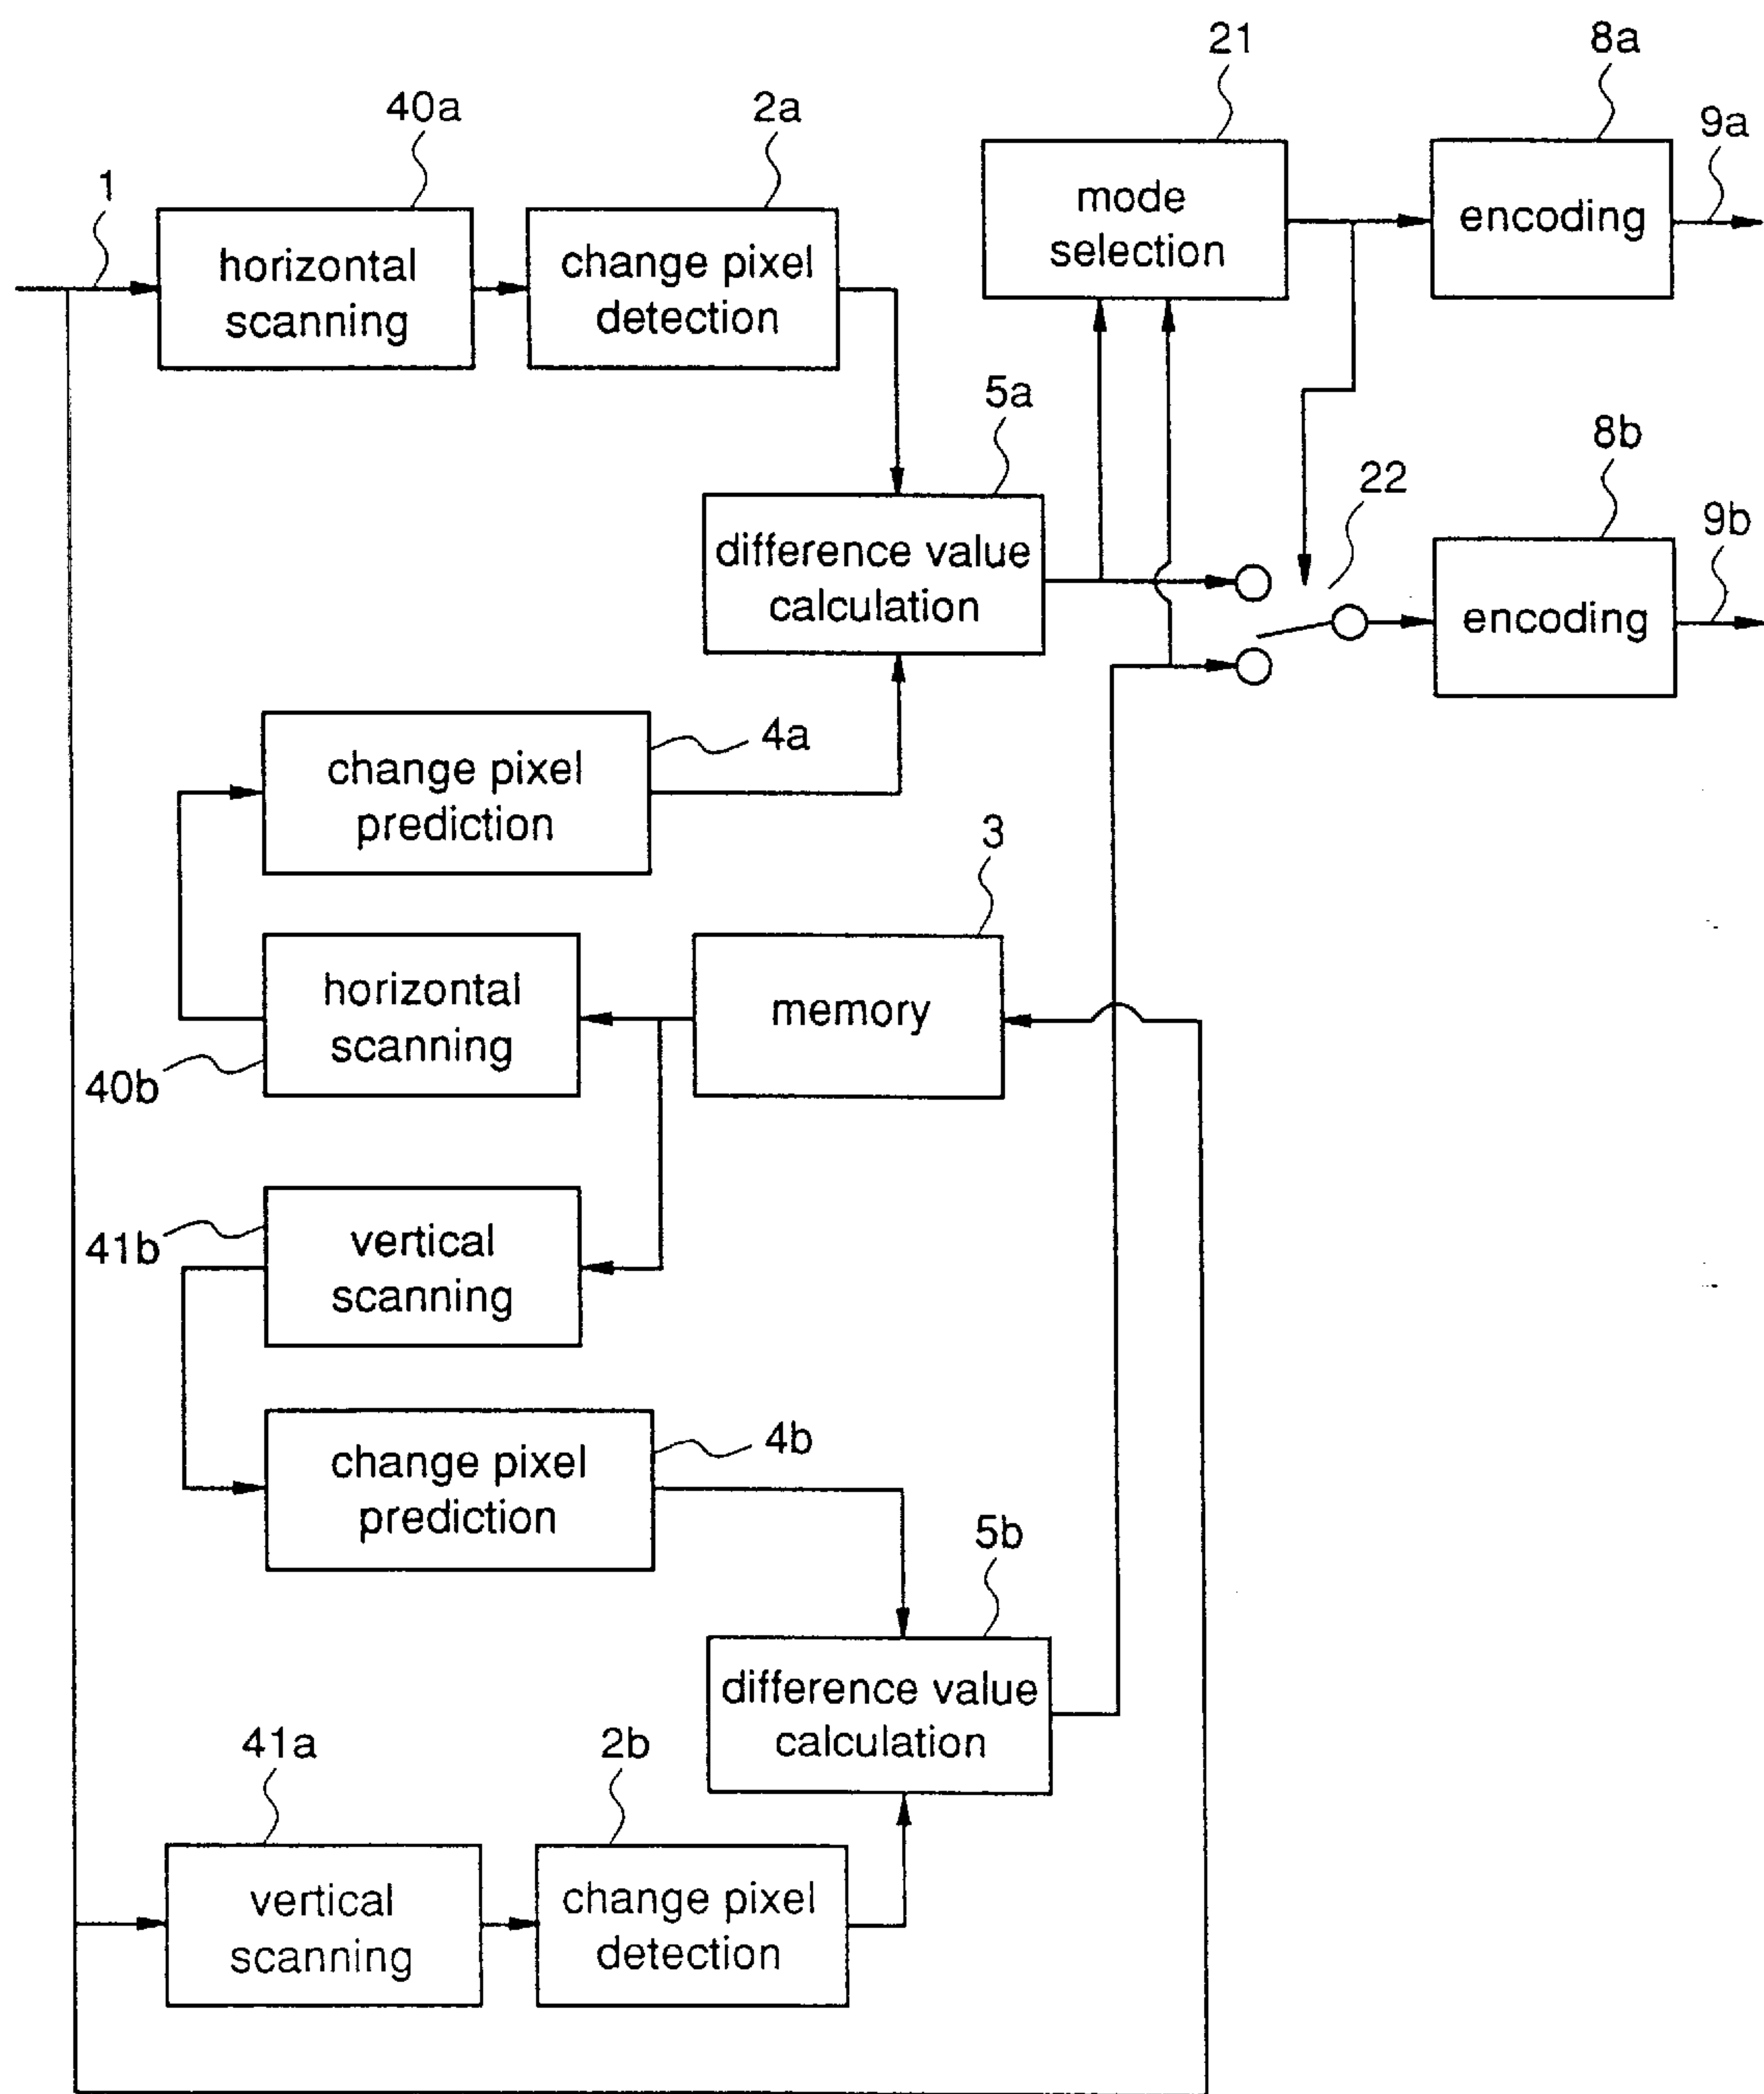 21
8a
40a
2a
9a
1
mode
selection
encoding
horizontal
scanning
change pixel
detection
5a
8b
22
9b
difference value
calculation
encoding
4a
change pixel
prediction
3
horizontal
scanning
memory
40b
41b
vertical
scanning
4b
change pixel
prediction
5b
difference value
calculation
41a
2b
vertical
scanning
change pixel
detection